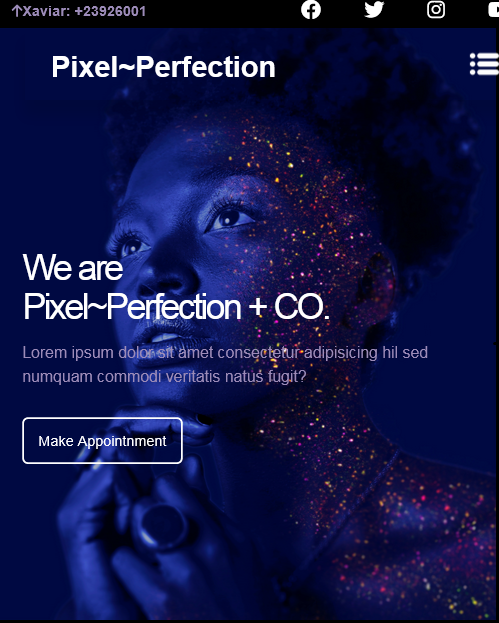 ↑Xaviar: +23926001
Pixel~Perfection
We are
Pixel~Perfection + CO.
Lorem ipsum dolor sit amet consectetur adipisicing hil sed
numquam commodi veritatis natus fugit?
Make Appointnment